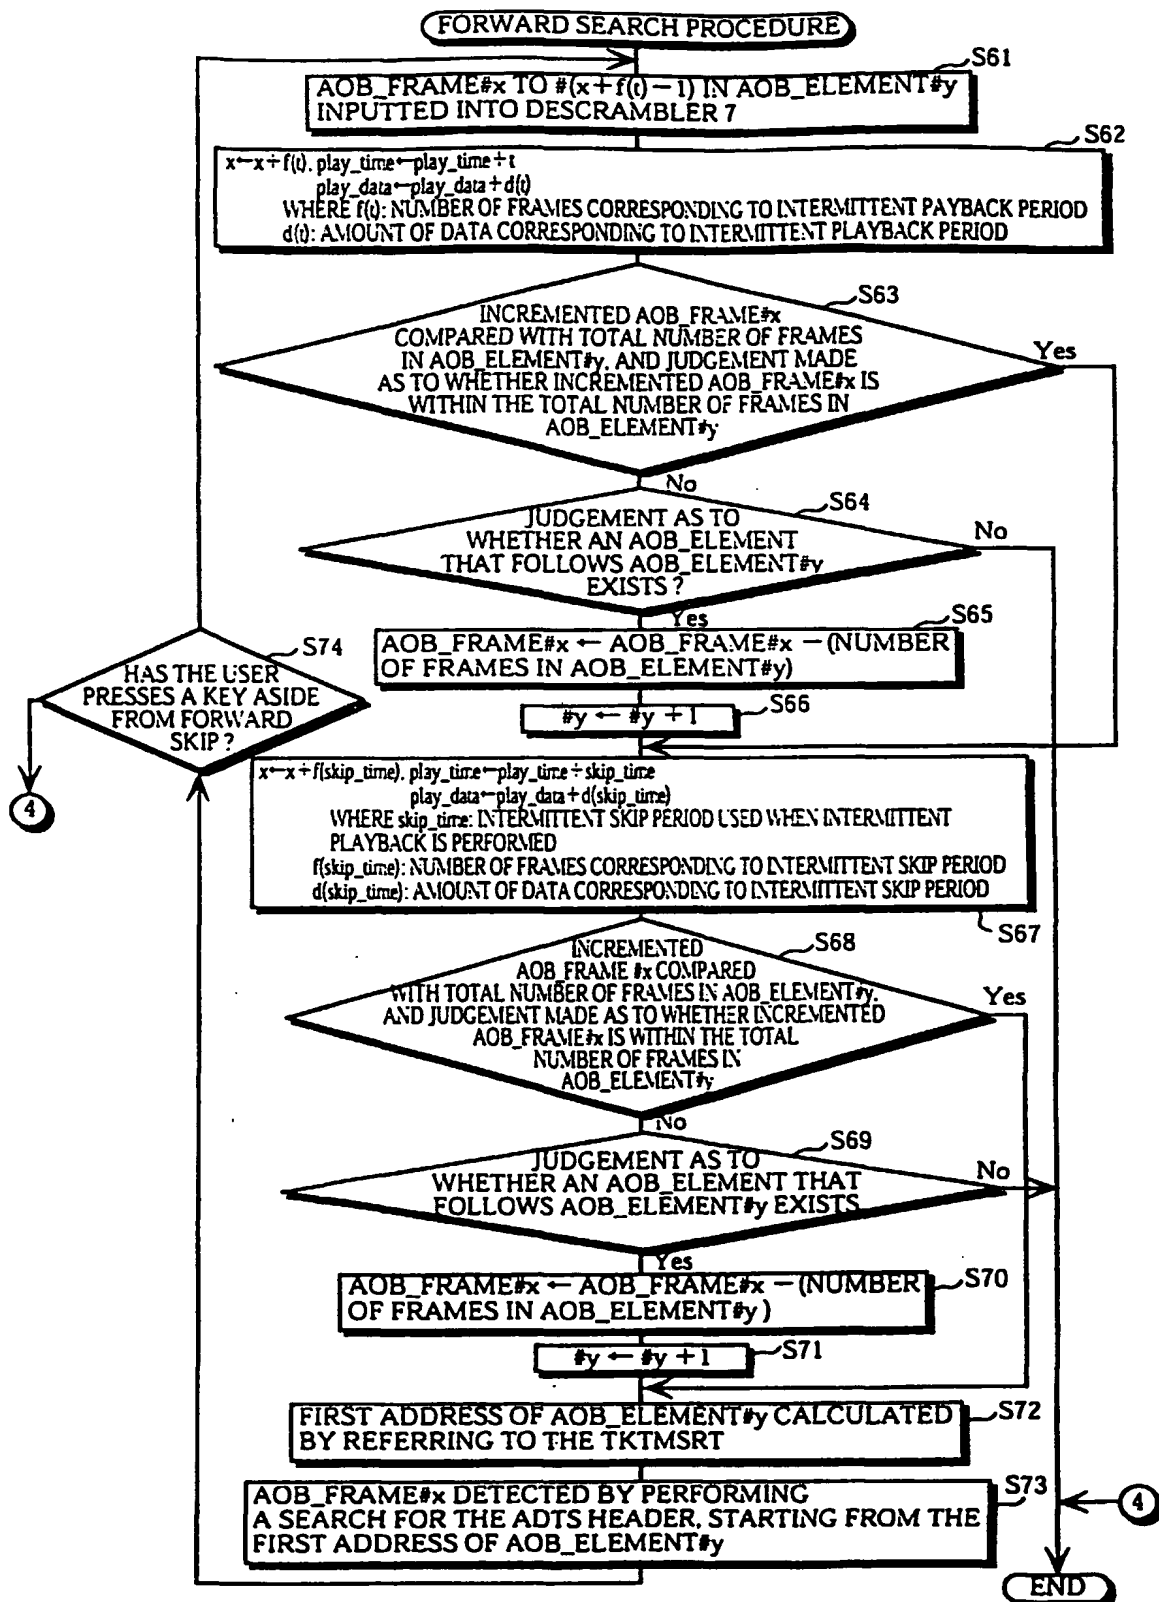 FORWARD SEARCH PROCEDURE
S61
AOB_FRAME#x TO #(x+f(t)-1) IN AOB_ELEMENT#y
INPUTTED INTO DESCRAMBLER 7
S62
x←x+f(t), play_time←play_time+t
play_data←play_data+d(t)
WHERE f(t): NUMBER OF FRAMES CORRESPONDING TO INTERMITTENT PAYBACK PERIOD
d(t): AMOUNT OF DATA CORRESPONDING TO INTERMITTENT PLAYBACK PERIOD
S63
INCREMENTED AOB_FRAME#x
COMPARED WITH TOTAL NUMBER OF FRAMES
IN AOB_ELEMENT#y, AND JUDGEMENT MADE
AS TO WHETHER INCREMENTED AOB_FRAME#x IS
WITHIN THE TOTAL NUMBER OF FRAMES IN
AOB_ELEMENT#y
Yes
No
S64
JUDGEMENT AS TO
WHETHER AN AOB_ELEMENT
THAT FOLLOWS AOB_ELEMENT#y
EXISTS ?
No
Yes
S65
AOB_FRAME#x ← AOB_FRAME#x − (NUMBER
OF FRAMES IN AOB_ELEMENT#y)
S66
#y ← #y + 1
S74
HAS THE USER
PRESSES A KEY ASIDE
FROM FORWARD
SKIP ?
4
x←x+f(skip_time), play_time←play_time+skip_time
play_data←play_data+d(skip_time)
WHERE skip_time: INTERMITTENT SKIP PERIOD USED WHEN INTERMITTENT
PLAYBACK IS PERFORMED
f(skip_time): NUMBER OF FRAMES CORRESPONDING TO INTERMITTENT SKIP PERIOD
d(skip_time): AMOUNT OF DATA CORRESPONDING TO INTERMITTENT SKIP PERIOD
S67
S68
INCREMENTED
AOB_FRAME #x COMPARED
WITH TOTAL NUMBER OF FRAMES IN AOB_ELEMENT#y,
AND JUDGEMENT MADE AS TO WHETHER INCREMENTED
AOB_FRAME#x IS WITHIN THE TOTAL
NUMBER OF FRAMES IN
AOB_ELEMENT#y
Yes
No
S69
JUDGEMENT AS TO
WHETHER AN AOB_ELEMENT THAT
FOLLOWS AOB_ELEMENT#y EXISTS
No
Yes
S70
AOB_FRAME#x ← AOB_FRAME#x − (NUMBER
OF FRAMES IN AOB_ELEMENT#y )
S71
#y ← #y + 1
S72
FIRST ADDRESS OF AOB_ELEMENT#y CALCULATED
BY REFERRING TO THE TKTMSRT
S73
AOB_FRAME#x DETECTED BY PERFORMING
A SEARCH FOR THE ADTS HEADER, STARTING FROM THE
FIRST ADDRESS OF AOB_ELEMENT#y
4
END